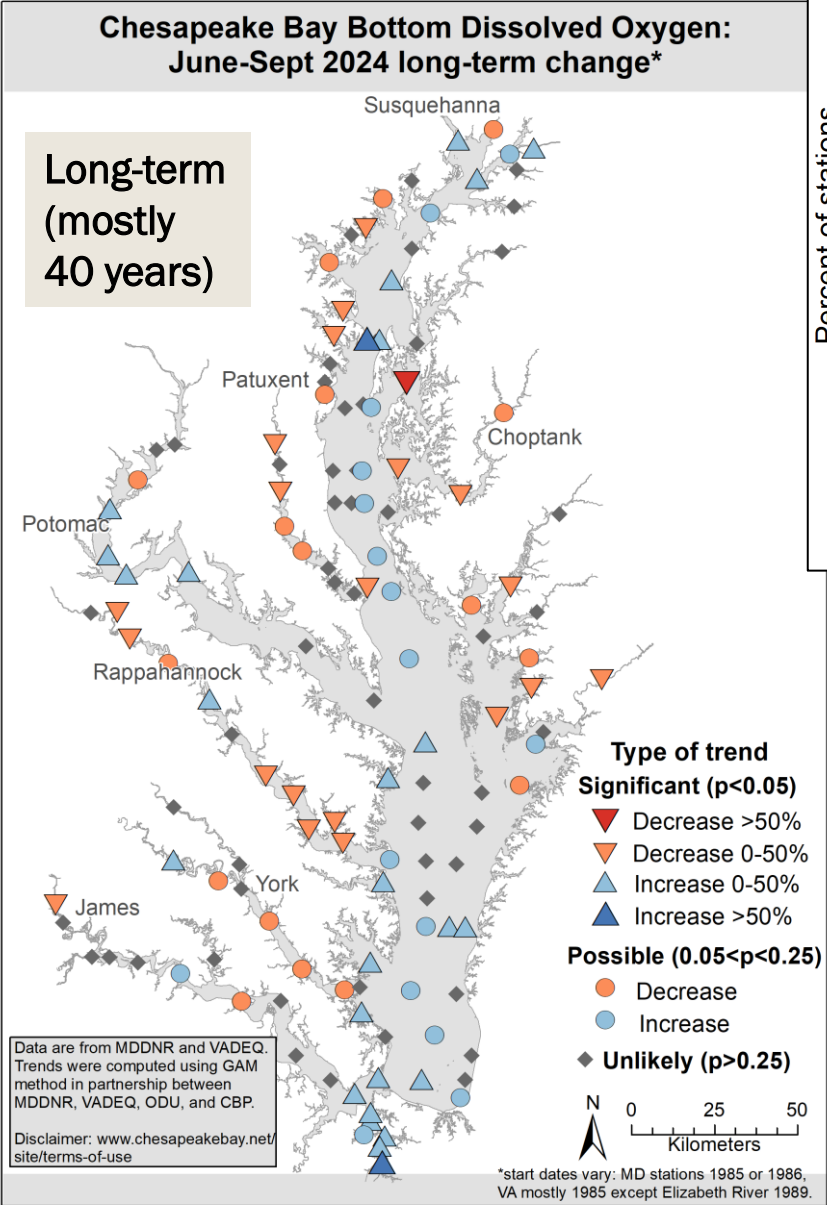 Chesapeake Bay Bottom Dissolved Oxygen:
June-Sept 2024 long-term change*
Susquehanna
Long-term
(mostly
40 years)
Percent of stations
Patuxent
Choptank
Potomac
Rappahannock
York
James
Type of trend
Significant (p<0.05)
Decrease >50%
Decrease 0-50%
Increase 0-50%
Increase >50%
Possible (0.05<p<0.25)
Decrease
Increase
Unlikely (p>0.25)
Data are from MDDNR and VADEQ.
Trends were computed using GAM
method in partnership between
MDDNR, VADEQ, ODU, and CBP.
Disclaimer: www.chesapeakebay.net/
site/terms-of-use
N
0 25 50
Kilometers
*start dates vary: MD stations 1985 or 1986,
VA mostly 1985 except Elizabeth River 1989.